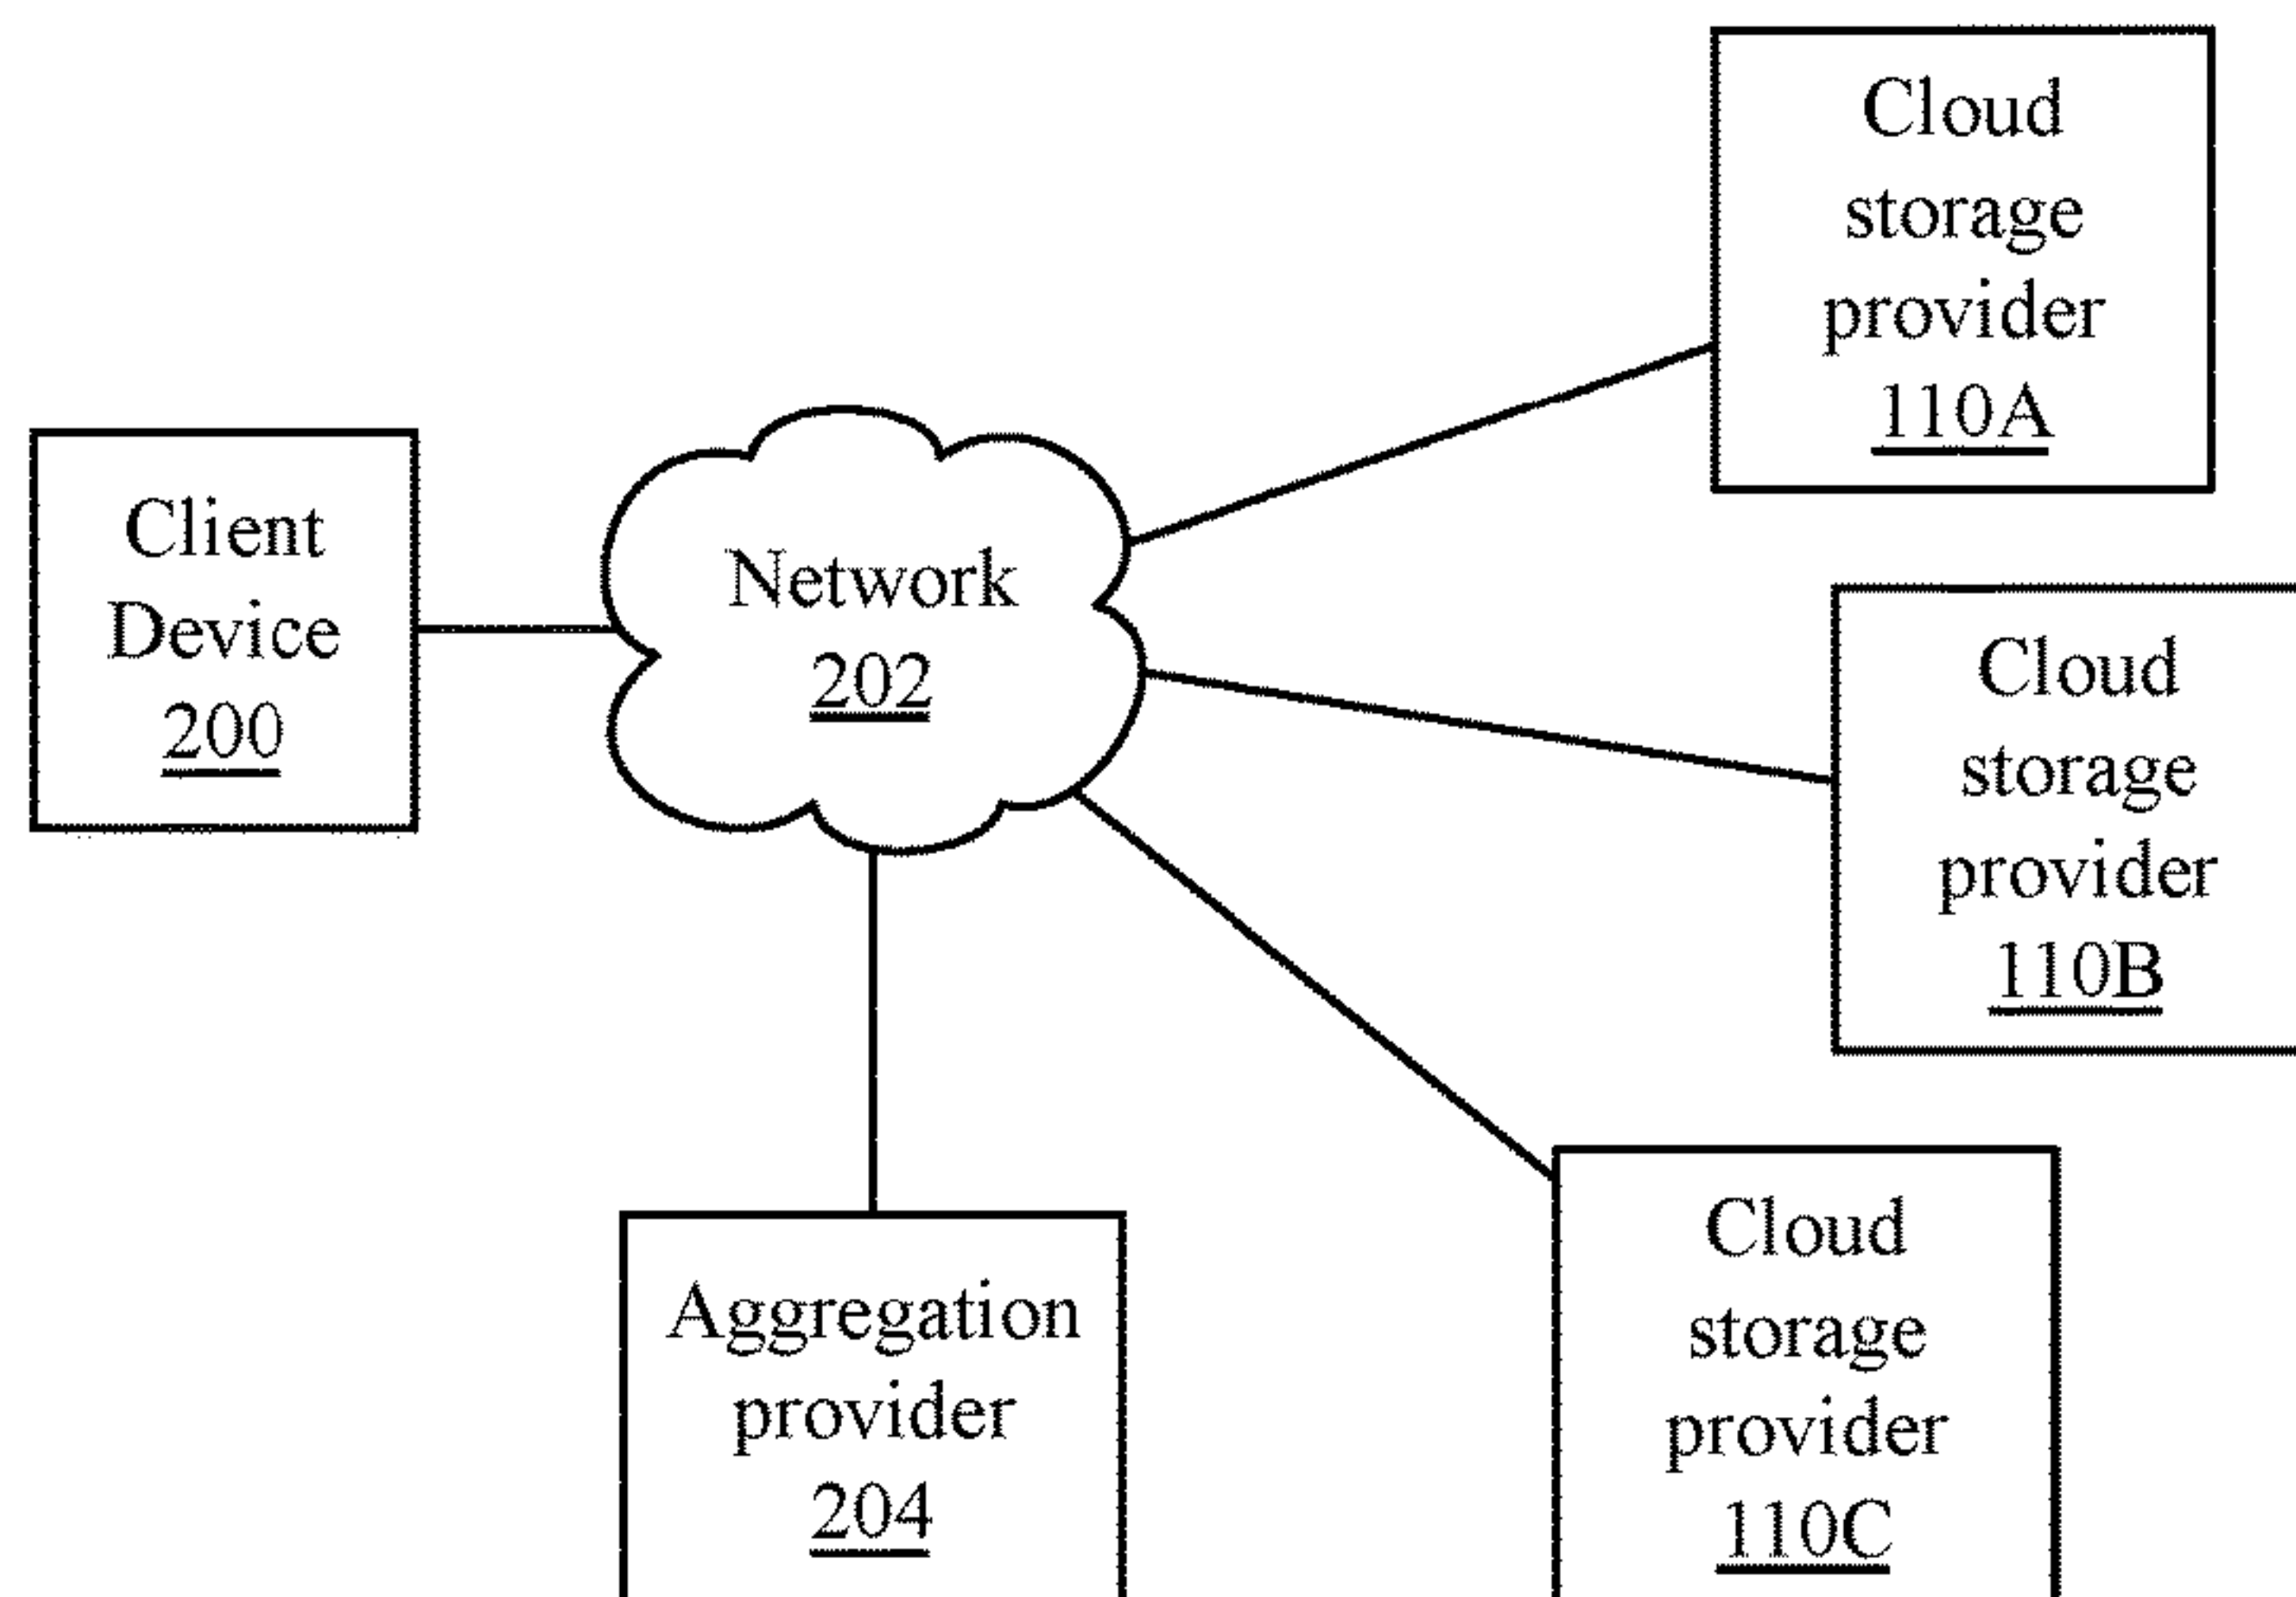 Cloud
storage
provider
110A
Client
Device
200
Network
202
Cloud
storage
provider
110B
Aggregation
provider
204
Cloud
storage
provider
110C